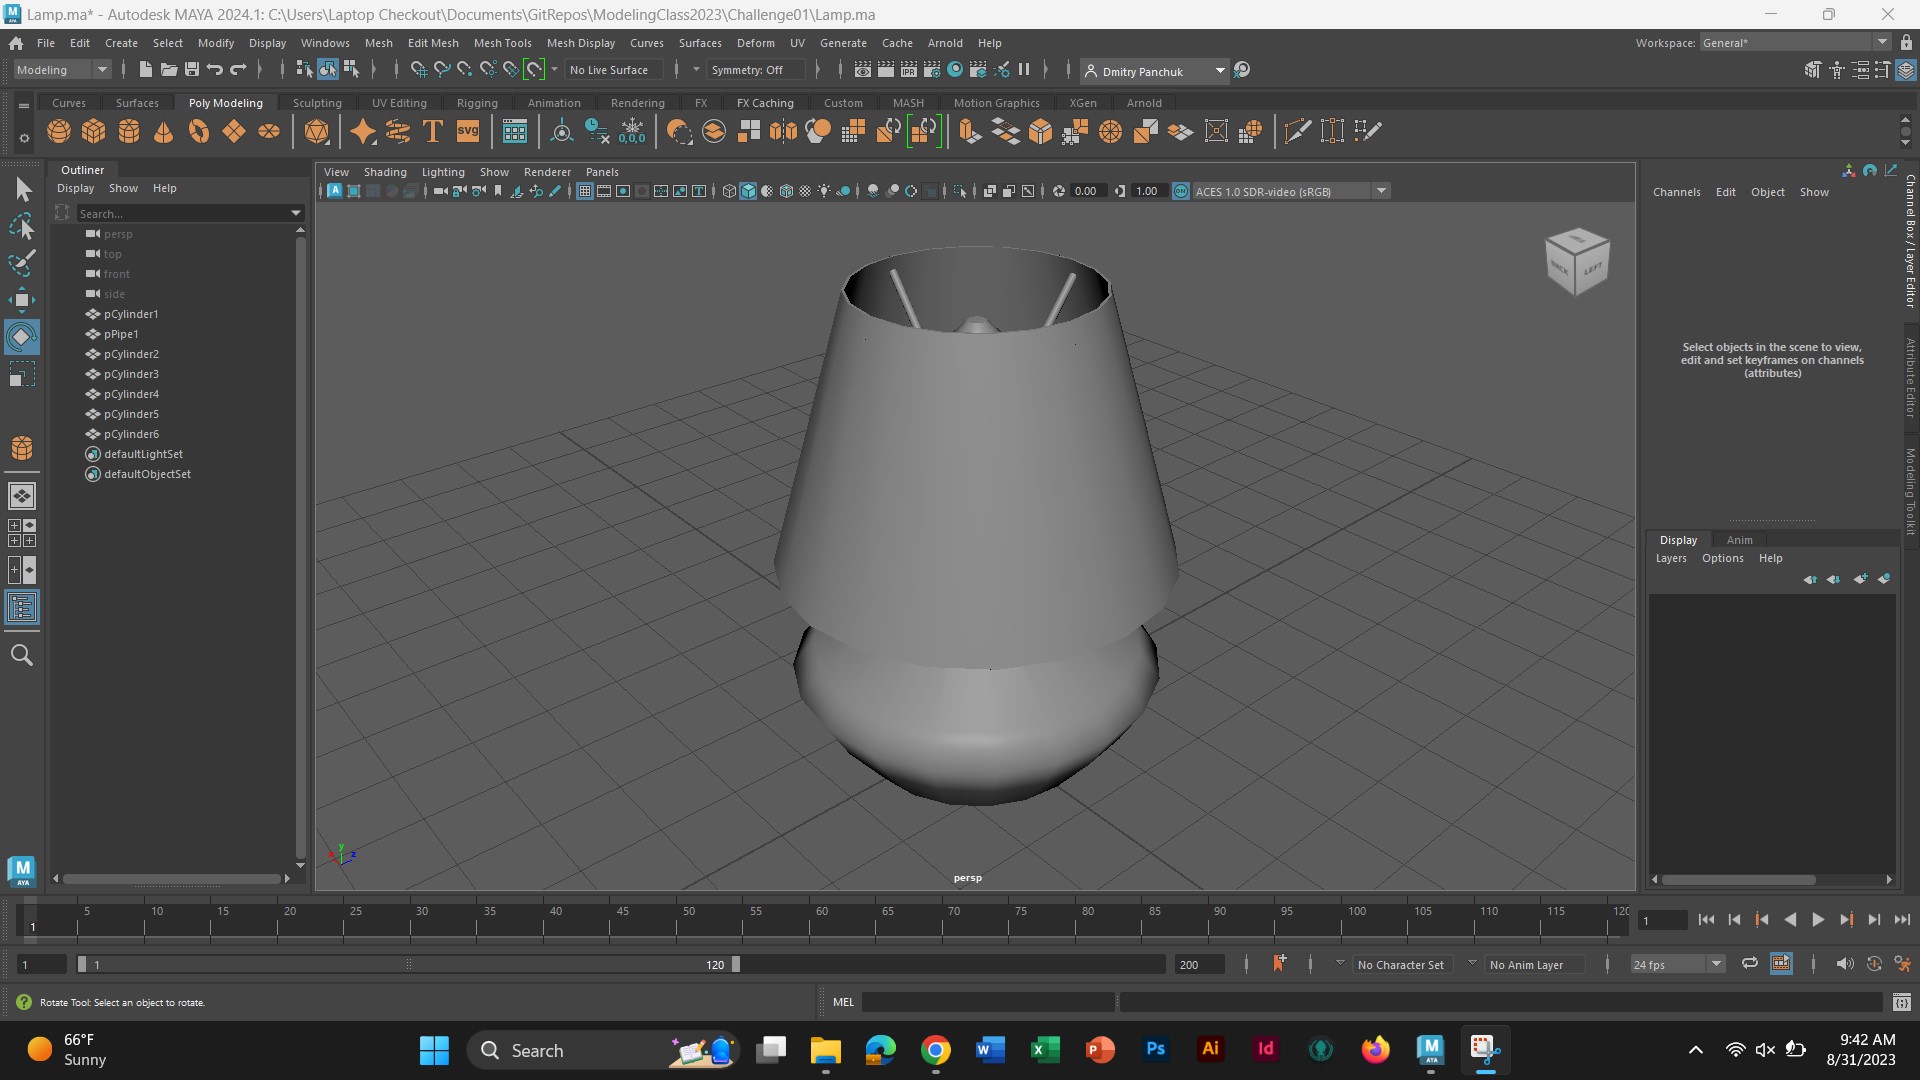 Lamp.ma* - Autodesk MAYA 2024.1: C:\Users\Laptop Checkout\Documents\GitRepos\ModelingClass2023\Challenge01\Lamp.ma
File Edit Create Select Modify Display Windows Mesh Edit Mesh Mesh Tools Mesh Display Curves Surfaces Deform UV Generate Cache Arnold Help
Workspace: General*
Modeling No Live Surface Symmetry: Off Dmitry Panchuk
Curves Surfaces Poly Modeling Sculpting UV Editing Rigging Animation Rendering FX FX Caching Custom MASH Motion Graphics XGen Arnold
T svg 0,0,0
Outliner
Display Show Help
Search...
persp
top
front
side
pCylinder1
pPipe1
pCylinder2
pCylinder3
pCylinder4
pCylinder5
pCylinder6
defaultLightSet
defaultObjectSet
View Shading Lighting Show Renderer Panels
0.00 1.00 ACES 1.0 SDR-video (sRGB)
BACK LEFT
persp
y
x z
Channels Edit Object Show
Select objects in the scene to view,
edit and set keyframes on channels
(attributes)
Channel Box / Layer Editor
Attribute Editor
Modeling Toolkit
Display Anim
Layers Options Help
M
AYA
5 10 15 20 25 30 35 40 45 50 55 60 65 70 75 80 85 90 95 100 105 110 115 120
1
1
1 1 120 200 No Character Set No Anim Layer 24 fps
Rotate Tool: Select an object to rotate.
MEL
66°F
Sunny
Search
Ps Ai Id
9:42 AM
8/31/2023